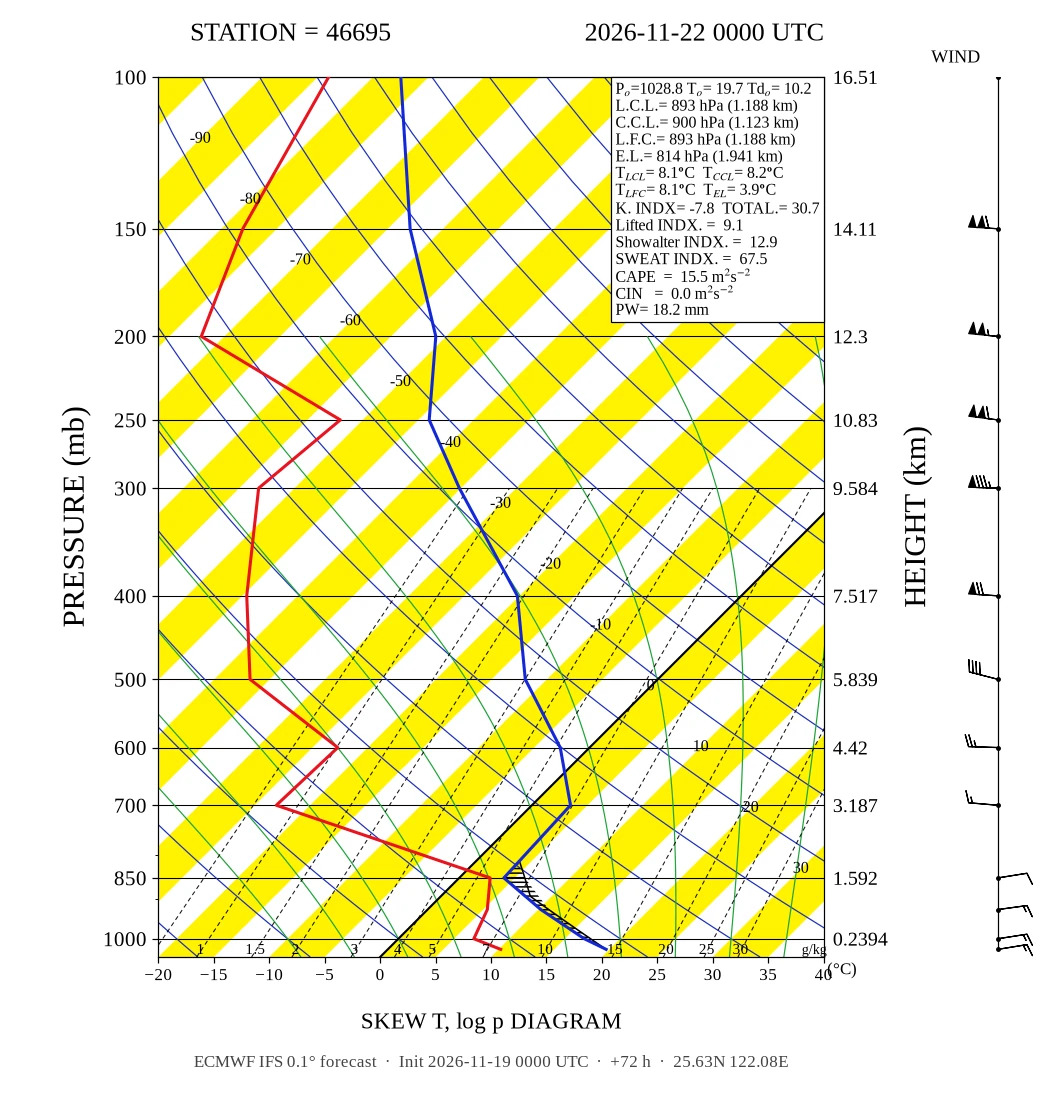 STATION = 46695
2026-11-22 0000 UTC
WIND
100
150
200
250
300
400
500
600
700
850
1000
PRESSURE (mb)
-90
-80
-70
-60
-50
-40
-30
-20
-10
0
10
20
30
Pₒ=1028.8 Tₒ= 19.7 Tdₒ= 10.2
L.C.L.= 893 hPa (1.188 km)
C.C.L.= 900 hPa (1.123 km)
L.F.C.= 893 hPa (1.188 km)
E.L.= 814 hPa (1.941 km)
T_LCL= 8.1°C T_CCL= 8.2°C
T_LFC= 8.1°C T_EL= 3.9°C
K. INDX= -7.8 TOTAL.= 30.7
Lifted INDX. = 9.1
Showalter INDX. = 12.9
SWEAT INDX. = 67.5
CAPE = 15.5 m²s⁻²
CIN = 0.0 m²s⁻²
PW= 18.2 mm
16.51
14.11
12.3
10.83
9.584
7.517
5.839
4.42
3.187
1.592
0.2394
HEIGHT (km)
1 1.5 2 3 4 5 7 10 15 20 25 30 g/kg
−20 −15 −10 −5 0 5 10 15 20 25 30 35 40 (°C)
SKEW T, log p DIAGRAM
ECMWF IFS 0.1° forecast · Init 2026-11-19 0000 UTC · +72 h · 25.63N 122.08E